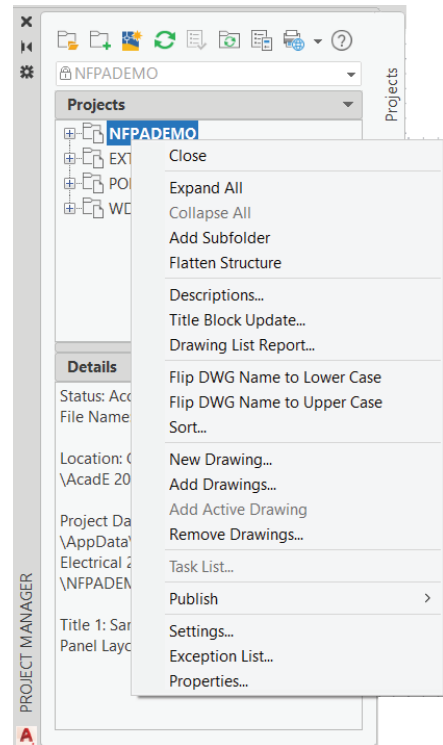 NFPADEMO
Projects
Projects
NFPADEMO
EXT
WD
Close
Expand All
Collapse All
Add Subfolder
Flatten Structure
Descriptions...
Title Block Update...
Drawing List Report...
Flip DWG Name to Lower Case
Flip DWG Name to Upper Case
Sort...
New Drawing...
Add Drawings...
Add Active Drawing
Remove Drawings...
Task List...
Publish
Settings...
Exception List...
Properties...
Details
Status: Acc
File Name
Location:
\AcadE 20
Project Da
\AppData\
Electrical 2
\NFPADEM
Title 1: Sar
Panel Layc
PROJECT MANAGER
A